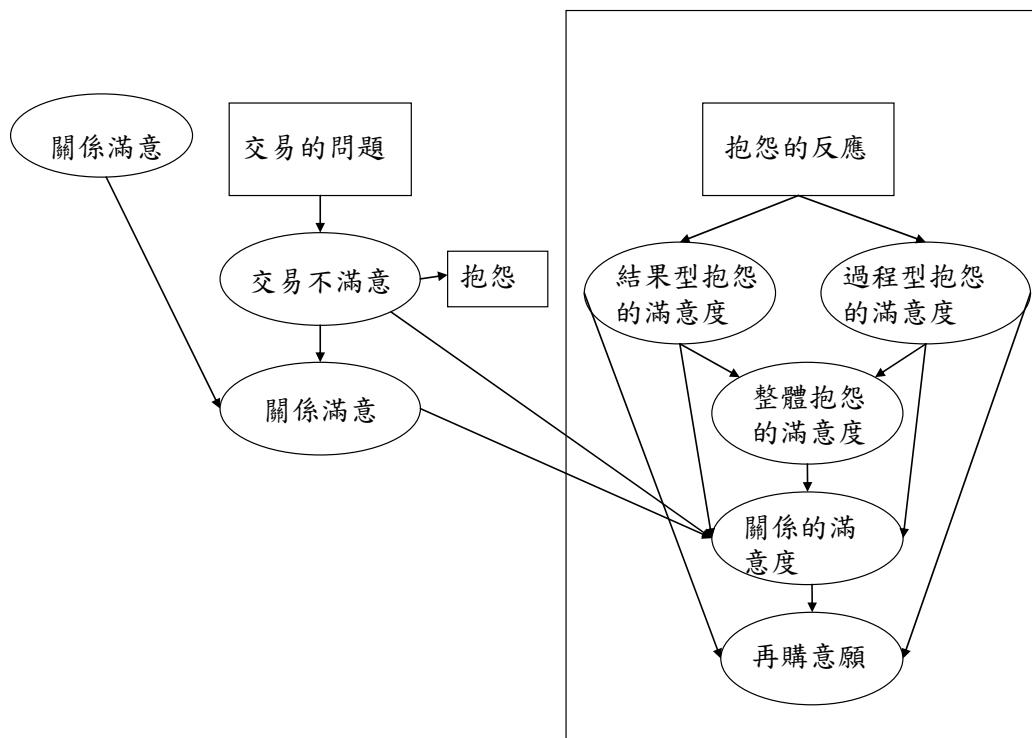 關係滿意
交易的問題
抱怨的反應
交易不滿意
抱怨
結果型抱怨
的滿意度
過程型抱怨
的滿意度
關係滿意
整體抱怨
的滿意度
關係的滿
意度
再購意願